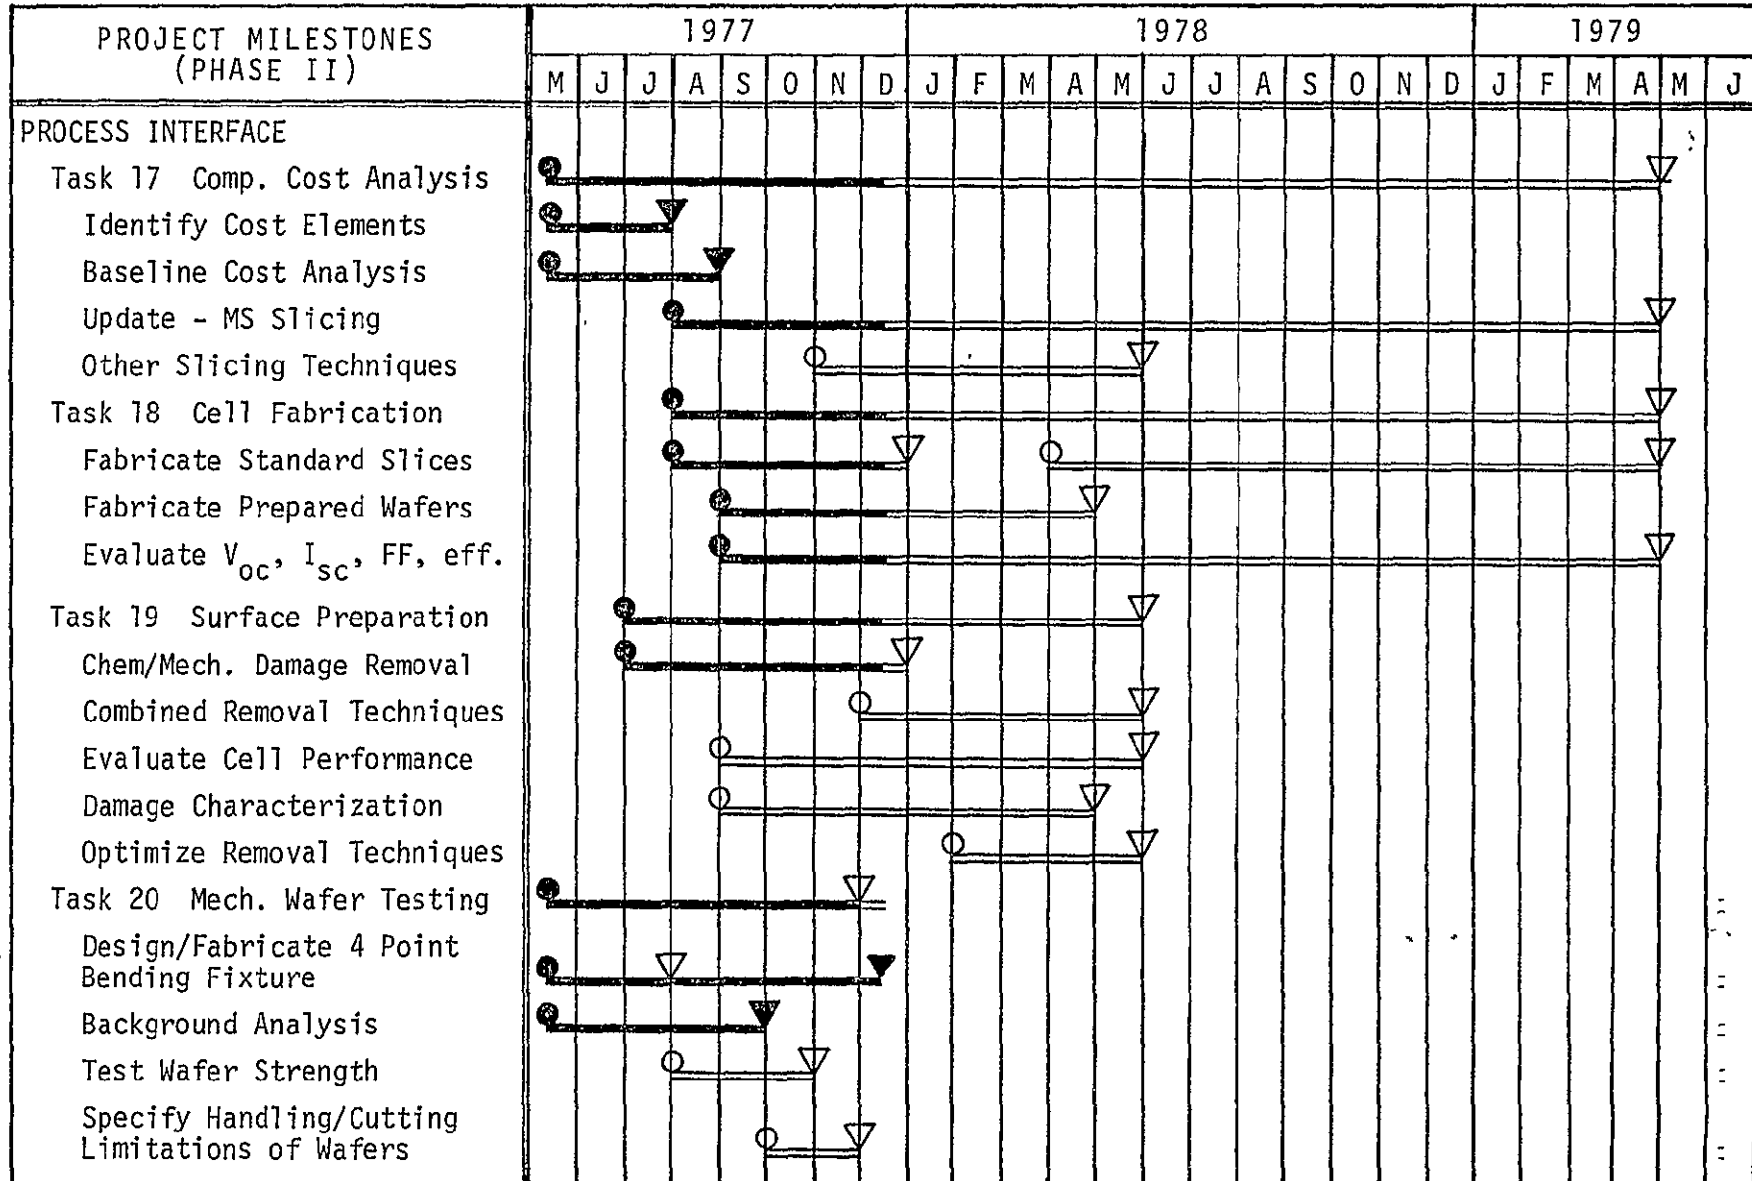 PROJECT MILESTONES
(PHASE II)
1977 1978 1979
M J J A S O N D J F M A M J J A S O N D J F M A M J
PROCESS INTERFACE
Task 17 Comp. Cost Analysis
Identify Cost Elements
Baseline Cost Analysis
Update - MS Slicing
Other Slicing Techniques
Task 18 Cell Fabrication
Fabricate Standard Slices
Fabricate Prepared Wafers
Evaluate Voc, Isc, FF, eff.
Task 19 Surface Preparation
Chem/Mech. Damage Removal
Combined Removal Techniques
Evaluate Cell Performance
Damage Characterization
Optimize Removal Techniques
Task 20 Mech. Wafer Testing
Design/Fabricate 4 Point
Bending Fixture
Background Analysis
Test Wafer Strength
Specify Handling/Cutting
Limitations of Wafers